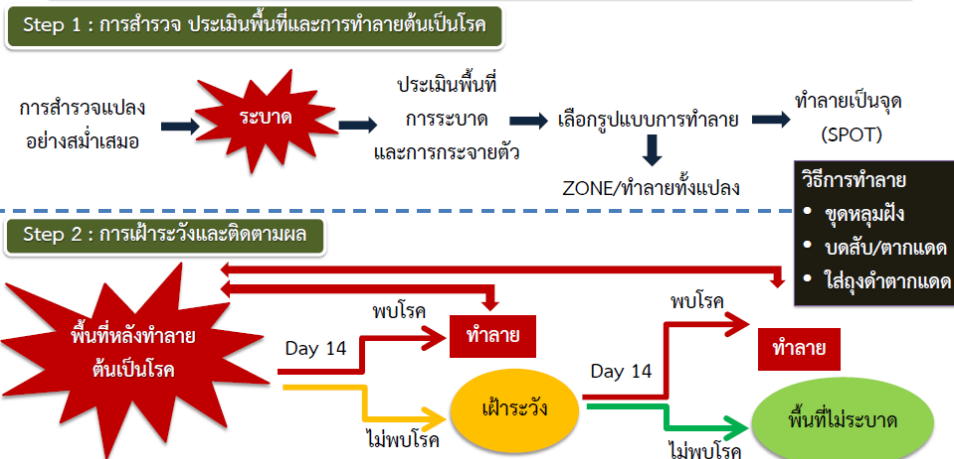 Step 1 : การสำรวจ ประเมินพื้นที่และการทำลายต้นเป็นโรค
การสำรวจแปลง
อย่างสม่ำเสมอ
ระบาด
ประเมินพื้นที่
การระบาด
และการกระจายตัว
เลือกรูปแบบการทำลาย
ทำลายเป็นจุด
(SPOT)
ZONE/ทำลายทั้งแปลง
วิธีการทำลาย
• ขุดหลุมฝัง
• บดสับ/ตากแดด
• ใส่ถุงดำตากแดด
Step 2 : การเฝ้าระวังและติดตามผล
พื้นที่หลังทำลาย
ต้นเป็นโรค
Day 14
พบโรค
ทำลาย
ไม่พบโรค
เฝ้าระวัง
Day 14
พบโรค
ทำลาย
ไม่พบโรค
พื้นที่ไม่ระบาด